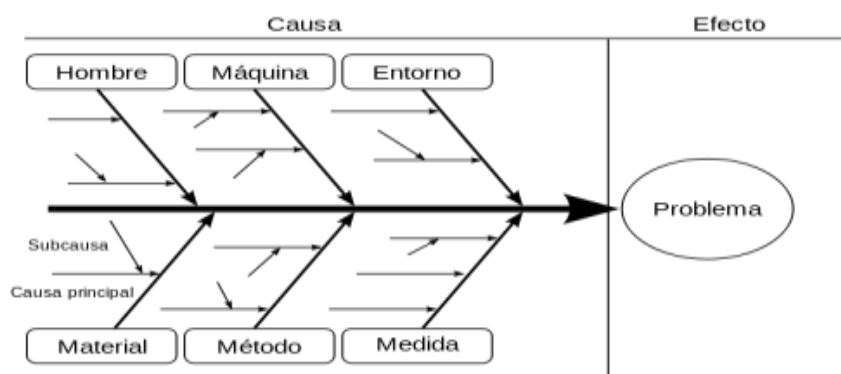 Causa
Efecto
Hombre
Máquina
Entorno
Problema
Subcausa
Causa principal
Material
Método
Medida